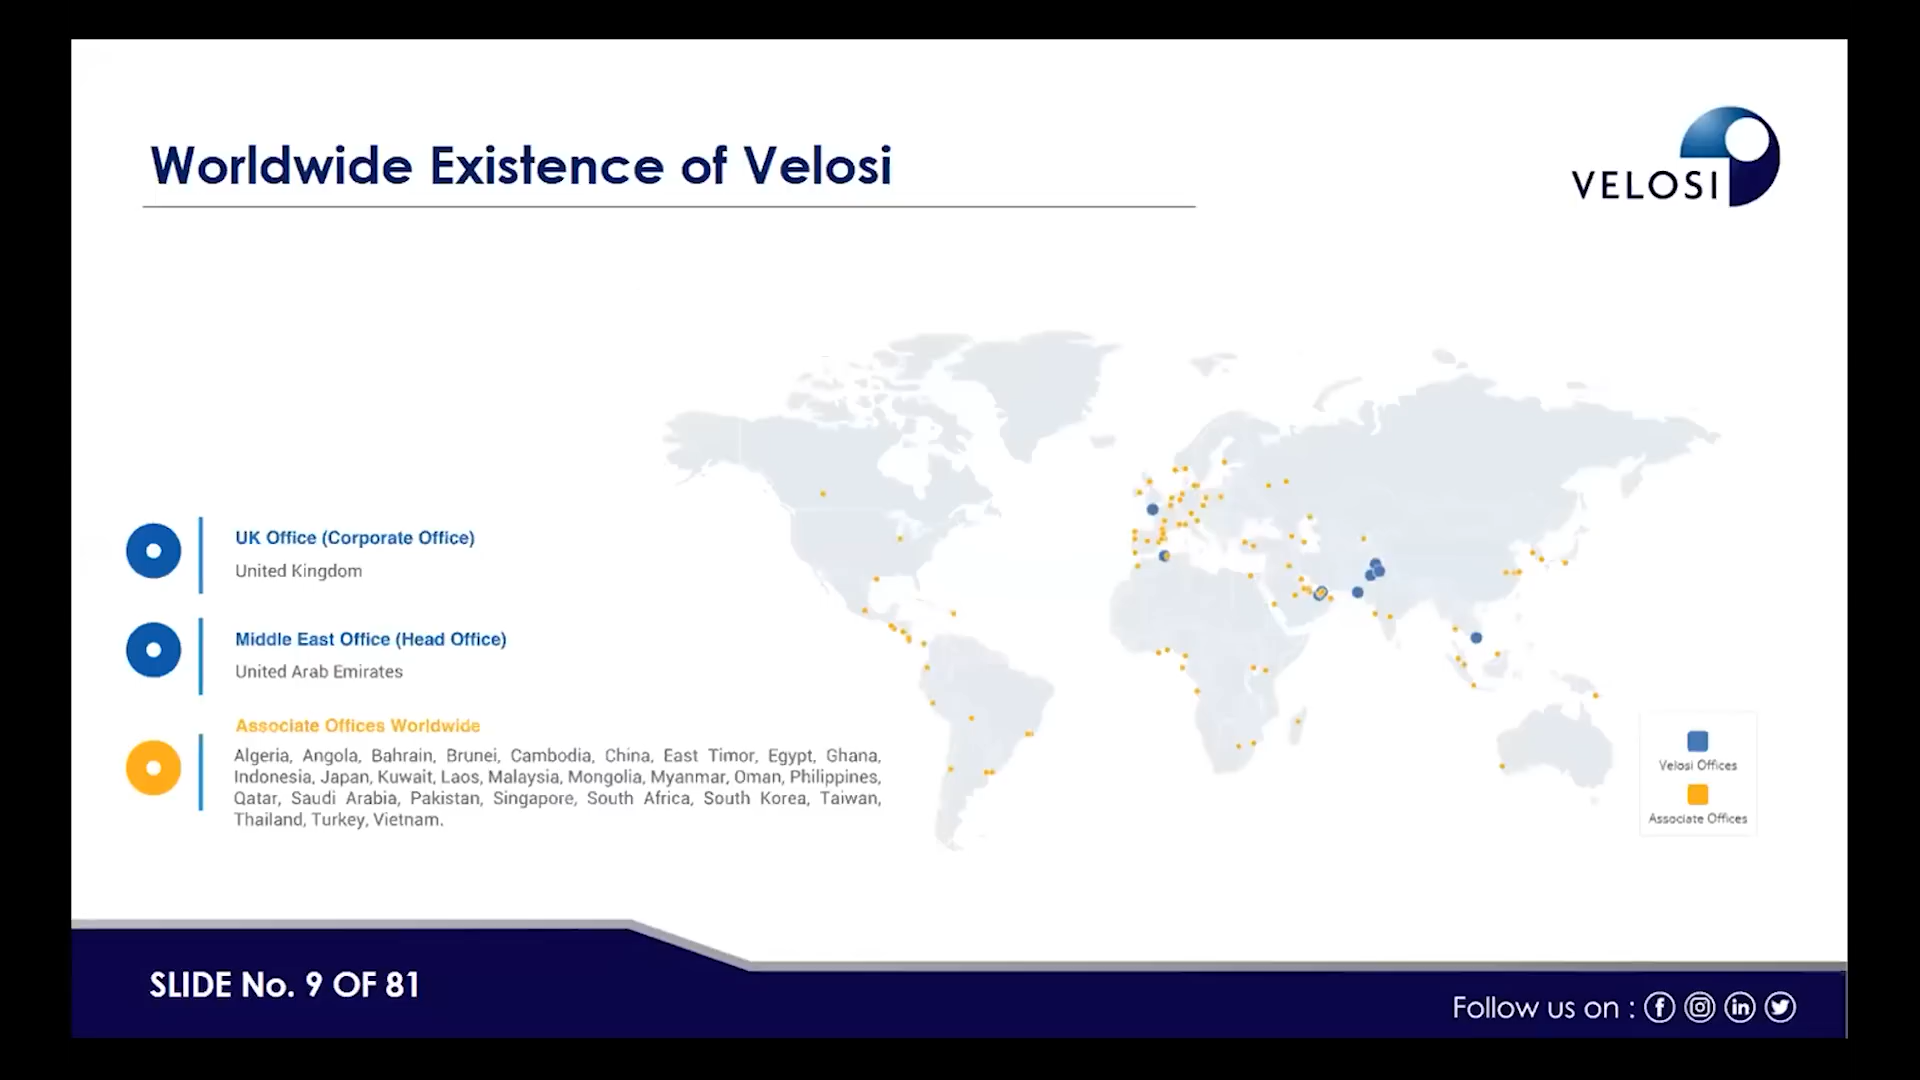 Worldwide Existence of Velosi
VELOSI
UK Office (Corporate Office)
United Kingdom
Middle East Office (Head Office)
United Arab Emirates
Associate Offices Worldwide
Algeria, Angola, Bahrain, Brunei, Cambodia, China, East Timor, Egypt, Ghana,
Indonesia, Japan, Kuwait, Laos, Malaysia, Mongolia, Myanmar, Oman, Philippines,
Qatar, Saudi Arabia, Pakistan, Singapore, South Africa, South Korea, Taiwan,
Thailand, Turkey, Vietnam.
Velosi Offices
Associate Offices
SLIDE No. 9 OF 81
Follow us on :